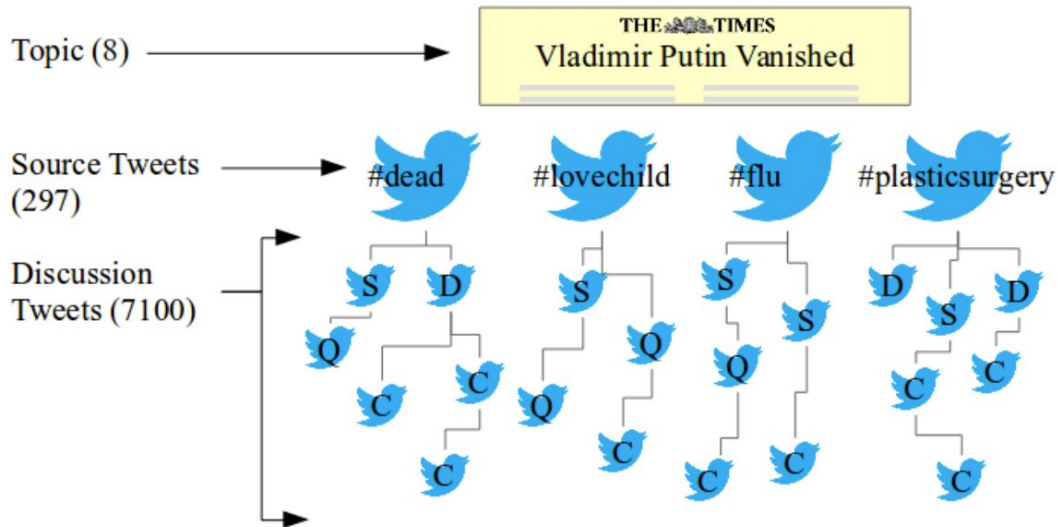 THE TIMES
Topic (8)
Vladimir Putin Vanished
Source Tweets
(297)
#dead
#lovechild
#flu
#plasticsurgery
Discussion
Tweets (7100)
S
D
S
S
D
D
S
S
Q
Q
Q
C
C
C
C
Q
C
C
C
C
C
C